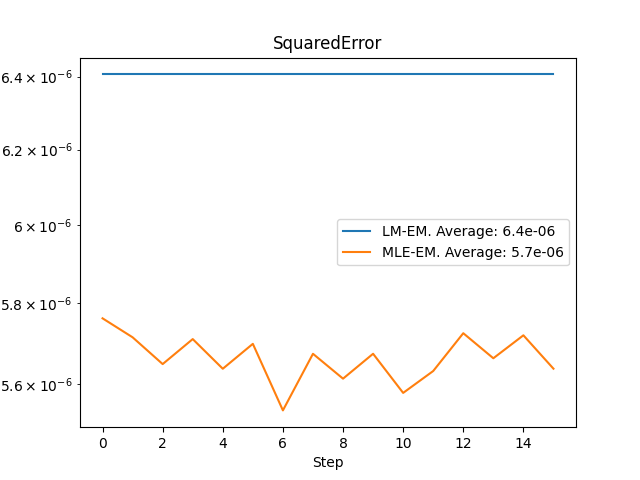 SquaredError
6.4 × 10⁻⁶
6.2 × 10⁻⁶
6 × 10⁻⁶
5.8 × 10⁻⁶
5.6 × 10⁻⁶
LM-EM. Average: 6.4e-06
MLE-EM. Average: 5.7e-06
0 2 4 6 8 10 12 14
Step